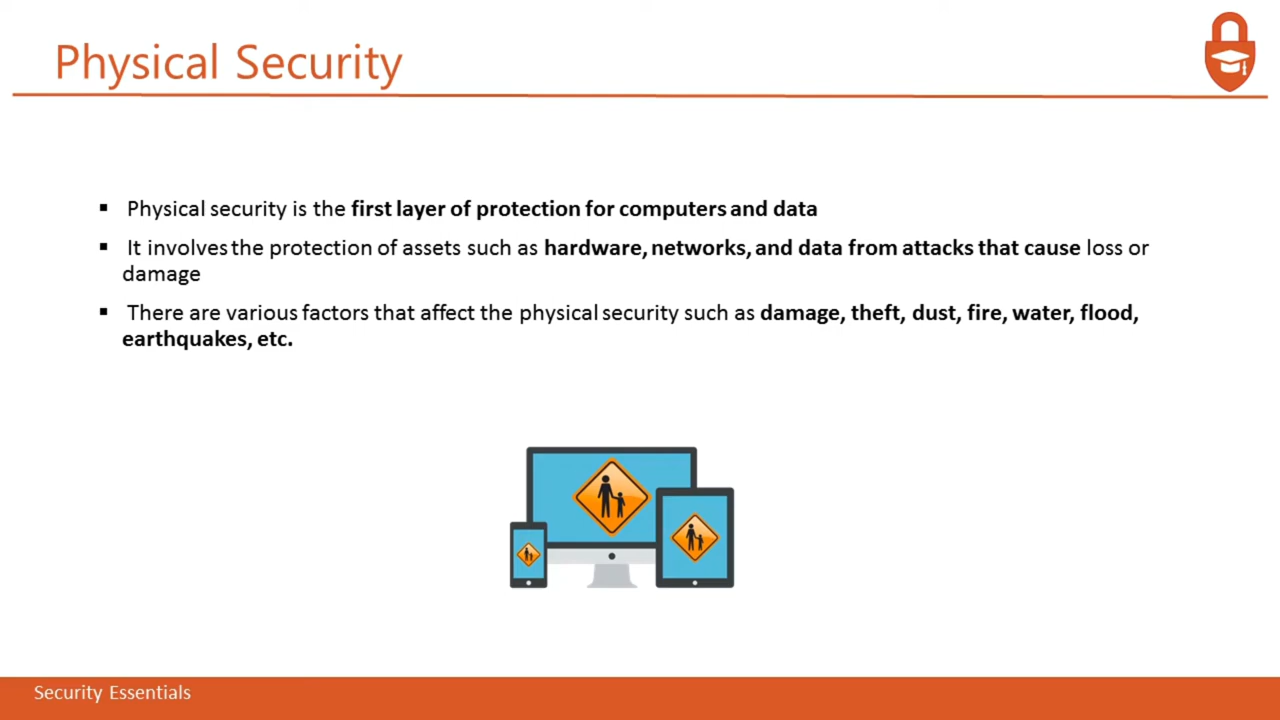 Physical Security
▪ Physical security is the first layer of protection for computers and data
▪ It involves the protection of assets such as hardware, networks, and data from attacks that cause loss or
damage
▪ There are various factors that affect the physical security such as damage, theft, dust, fire, water, flood,
earthquakes, etc.
Security Essentials